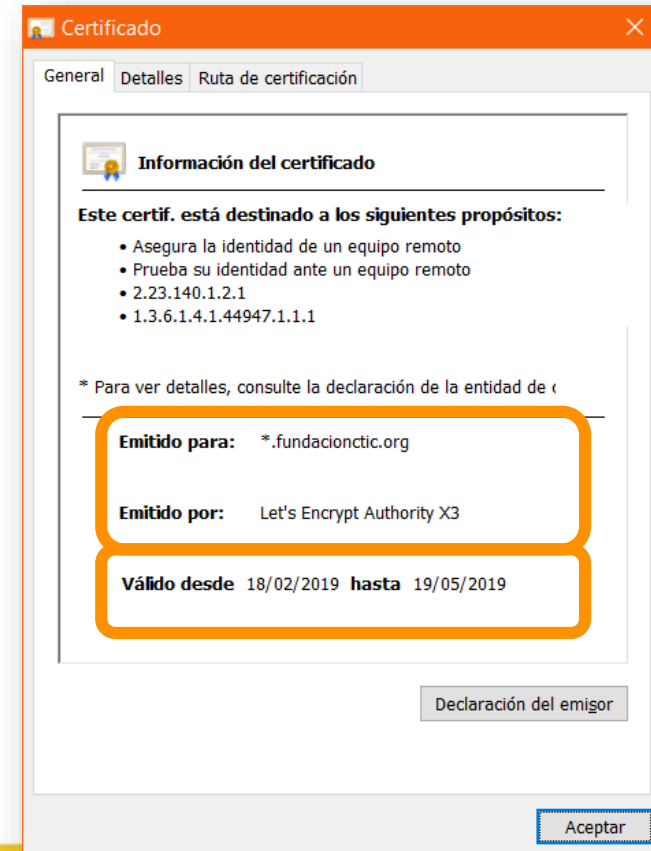 Certificado
General Detalles Ruta de certificación
Información del certificado
Este certif. está destinado a los siguientes propósitos:
• Asegura la identidad de un equipo remoto
• Prueba su identidad ante un equipo remoto
• 2.23.140.1.2.1
• 1.3.6.1.4.1.44947.1.1.1
* Para ver detalles, consulte la declaración de la entidad de c
Emitido para: *.fundacionctic.org
Emitido por: Let's Encrypt Authority X3
Válido desde 18/02/2019 hasta 19/05/2019
Declaración del emisor
Aceptar